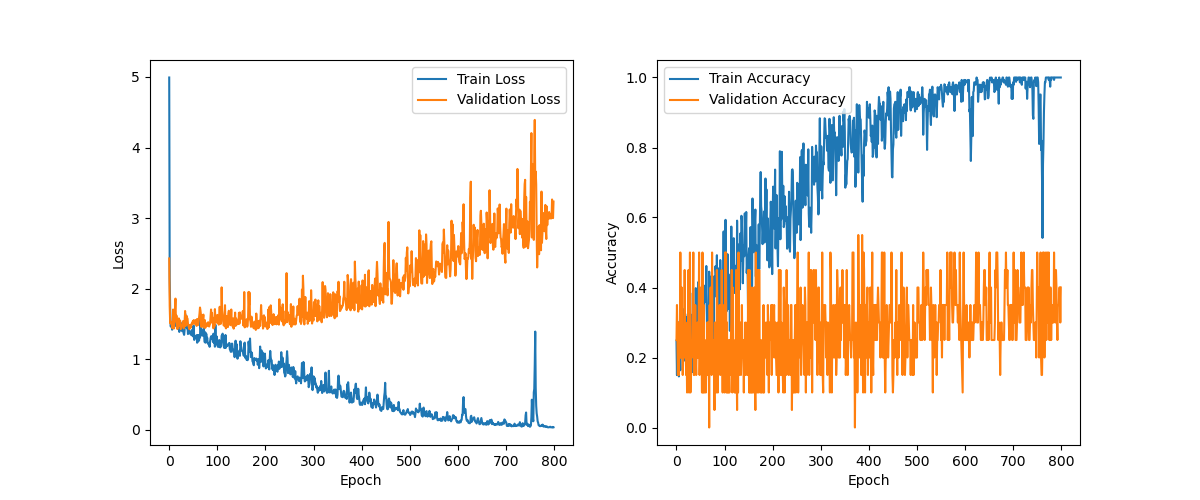 Train Loss
Validation Loss
5
4
3
2
1
0
Loss
0 100 200 300 400 500 600 700 800
Epoch
Train Accuracy
Validation Accuracy
1.0
0.8
0.6
0.4
0.2
0.0
Accuracy
0 100 200 300 400 500 600 700 800
Epoch